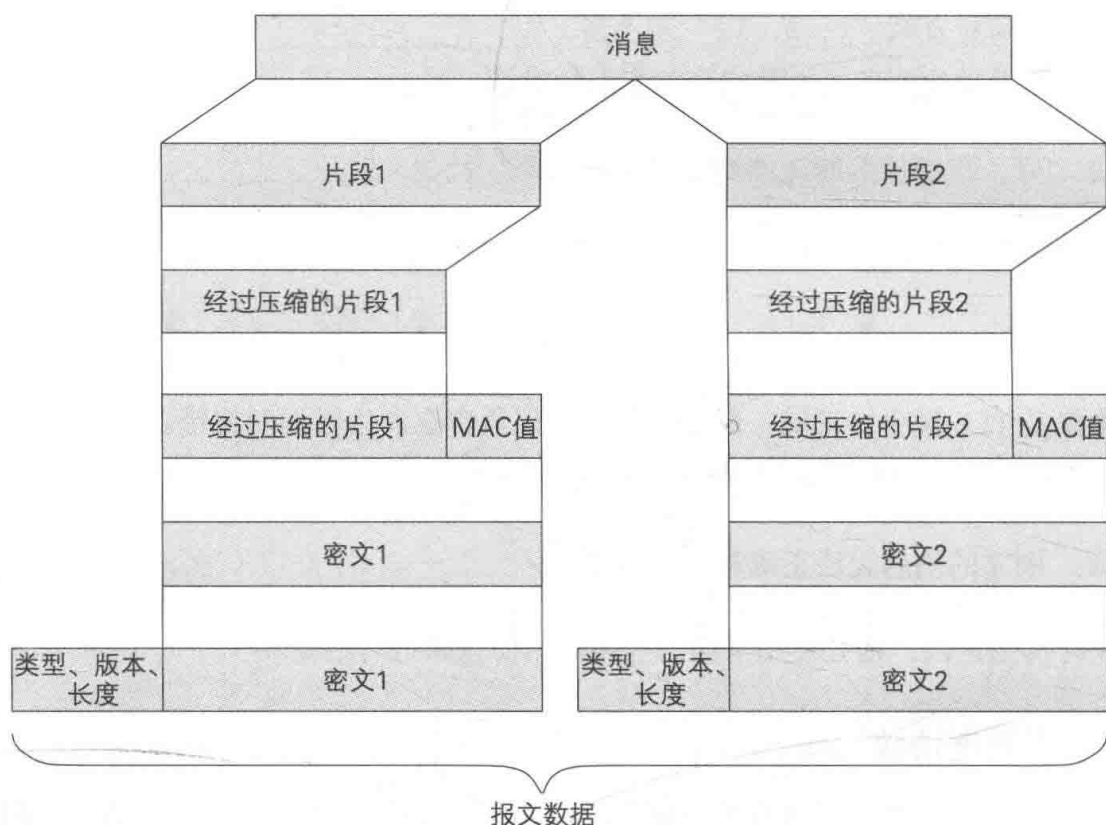 消息
片段1 片段2
经过压缩的片段1 经过压缩的片段2
经过压缩的片段1 MAC值 经过压缩的片段2 MAC值
密文1 密文2
类型、版本、
长度
密文1
类型、版本、
长度
密文2
报文数据